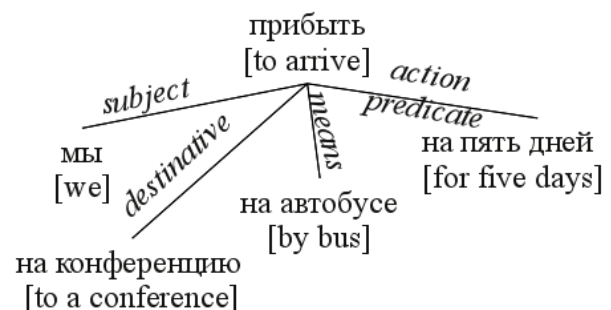 прибыть
[to arrive]
subject
destinative
means
action
predicate
мы
[we]
на пять дней
[for five days]
на автобусе
[by bus]
на конференцию
[to a conference]